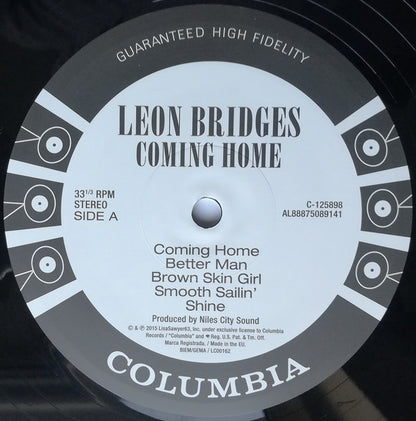 GUARANTEED HIGH FIDELITY
LEON BRIDGES
COMING HOME
33 1/3 RPM
STEREO
SIDE A
C-125898
AL88875089141
Coming Home
Better Man
Brown Skin Girl
Smooth Sailin'
Shine
Produced by Niles City Sound
© & ℗ 2015 LisaSawyer63, inc. under exclusive license to Columbia
Records / "Columbia" and Reg. U.S. Pat. & Tm. Off.
Marca Registrada. / Made in the EU.
BIEM/GEMA / LC00162
COLUMBIA